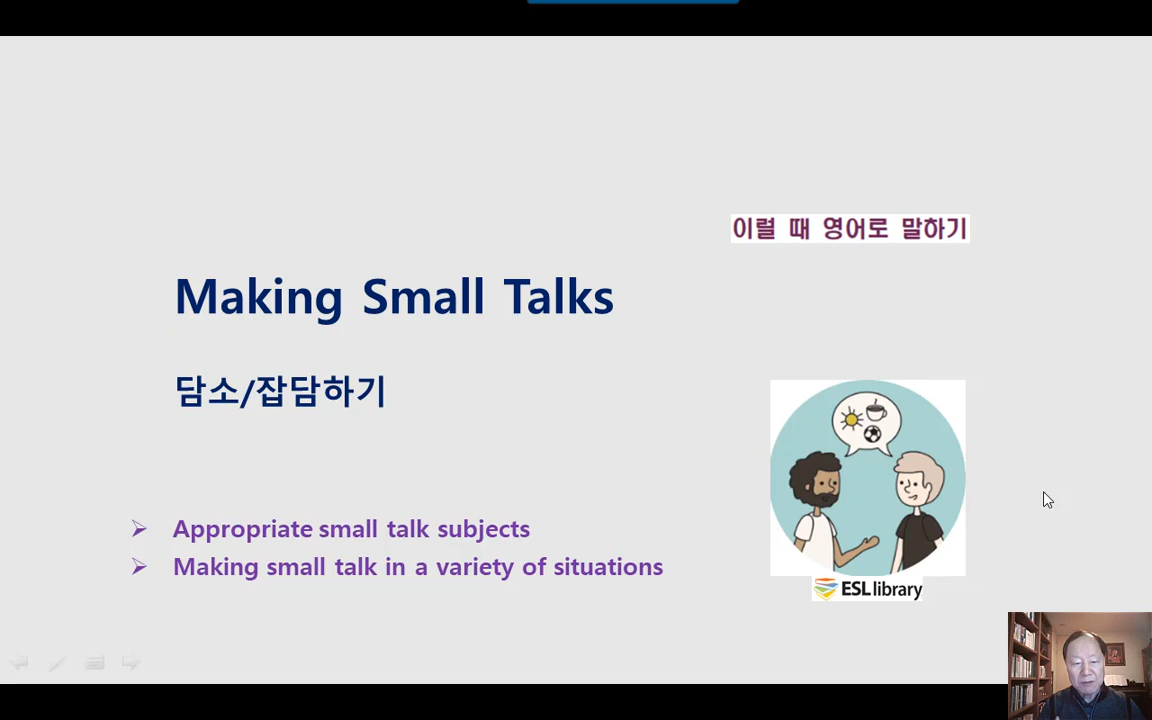 이럴 때 영어로 말하기
Making Small Talks
담소/잡담하기
Appropriate small talk subjects
Making small talk in a variety of situations
ESL library